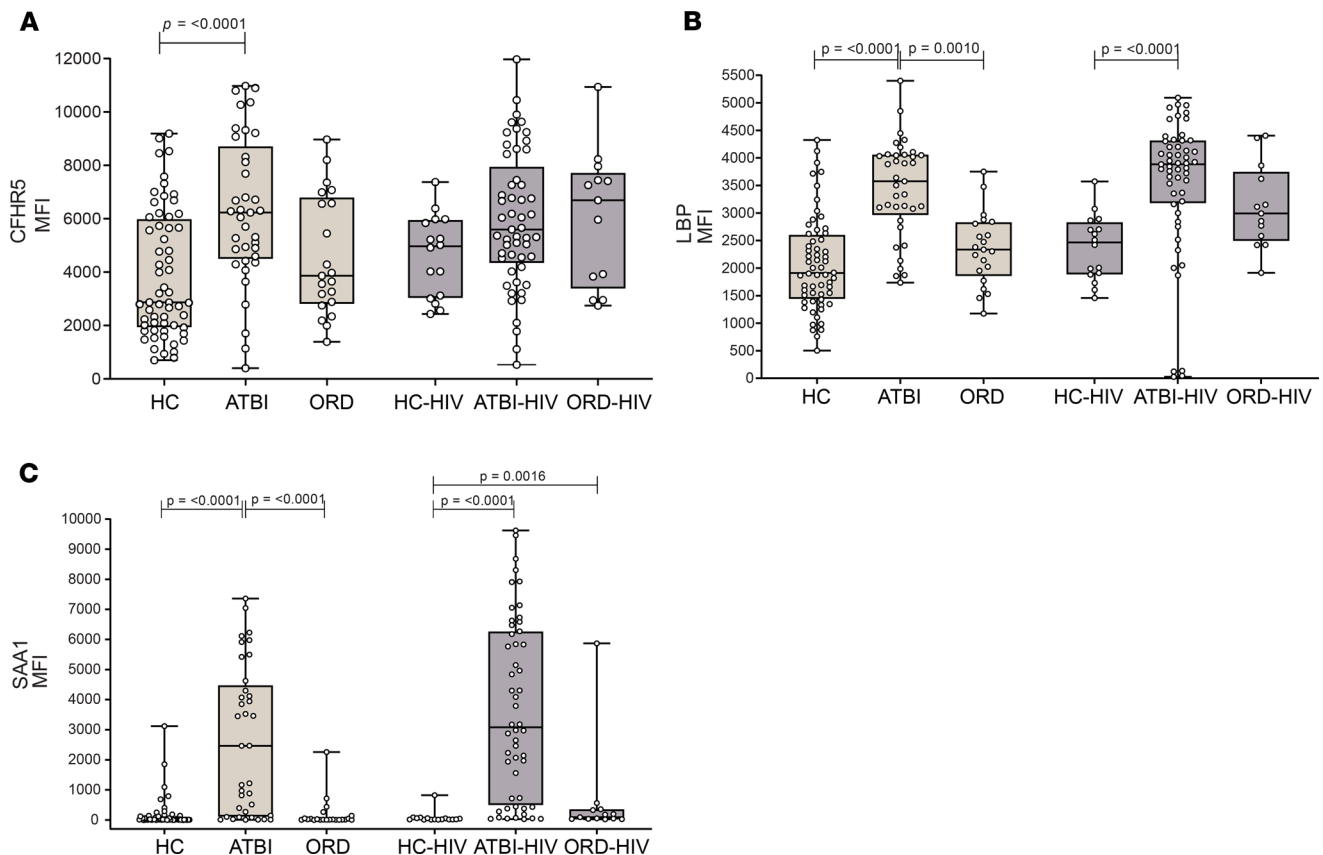 A
p = <0.0001
12000
10000
8000
6000
4000
2000
0
CFHR5
MFI
HC ATBI ORD HC-HIV ATBI-HIV ORD-HIV
B
p = <0.0001 p = 0.0010 p = <0.0001
5500
5000
4500
4000
3500
3000
2500
2000
1500
1000
500
0
LBP
MFI
HC ATBI ORD HC-HIV ATBI-HIV ORD-HIV
C
p = 0.0016
p = <0.0001 p = <0.0001 p = <0.0001
10000
9000
8000
7000
6000
5000
4000
3000
2000
1000
0
SAA1
MFI
HC ATBI ORD HC-HIV ATBI-HIV ORD-HIV